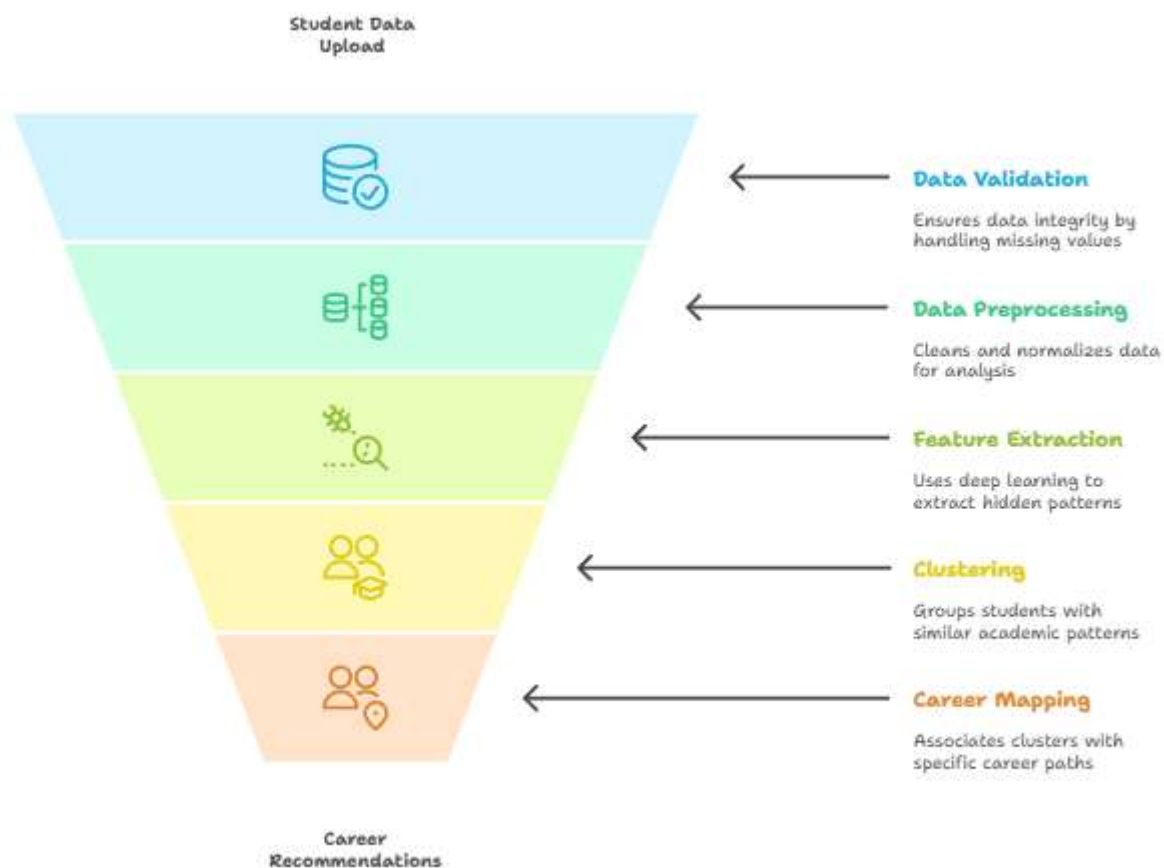 Student Data
Upload
Data Validation
Ensures data integrity by
handling missing values
Data Preprocessing
Cleans and normalizes data
for analysis
Feature Extraction
Uses deep learning to
extract hidden patterns
Clustering
Groups students with
similar academic patterns
Career Mapping
Associates clusters with
specific career paths
Career
Recommendations